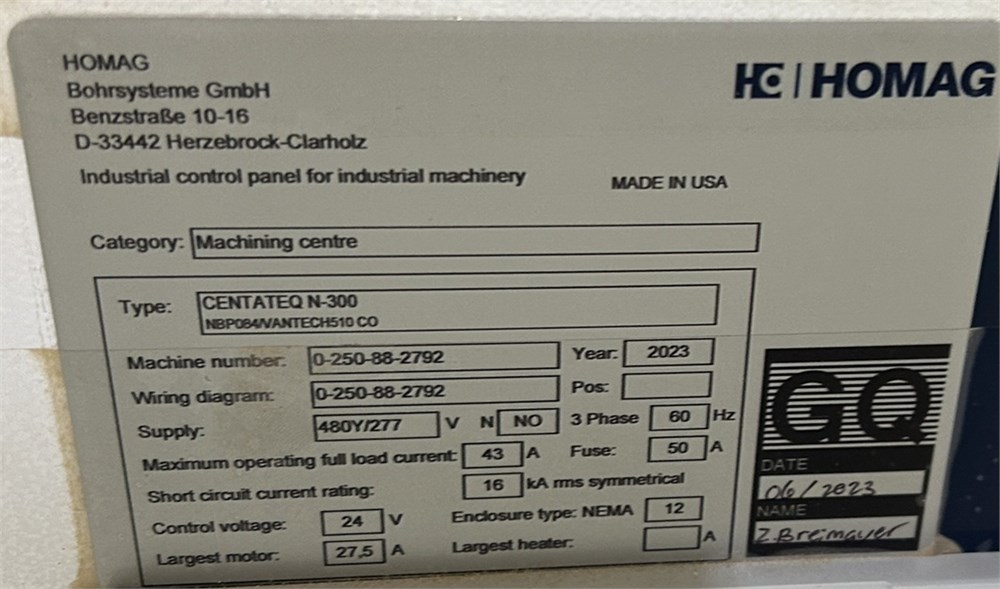 HOMAG
Bohrsysteme GmbH
Benzstraße 10-16
D-33442 Herzebrock-Clarholz
HOMAG
Industrial control panel for industrial machinery
MADE IN USA
Category: Machining centre
Type: CENTATEQ N-300
NBP084/VANTECH510 CO
Machine number: 0-250-88-2792 Year: 2023
Wiring diagram: 0-250-88-2792 Pos:
Supply: 480Y/277 V N NO 3 Phase 60 Hz
Maximum operating full load current: 43 A Fuse: 50 A
Short circuit current rating: 16 kA rms symmetrical
Control voltage: 24 V Enclosure type: NEMA 12
Largest motor: 27,5 A Largest heater: A
GQ
DATE
06/2023
NAME
Z.Breimauer